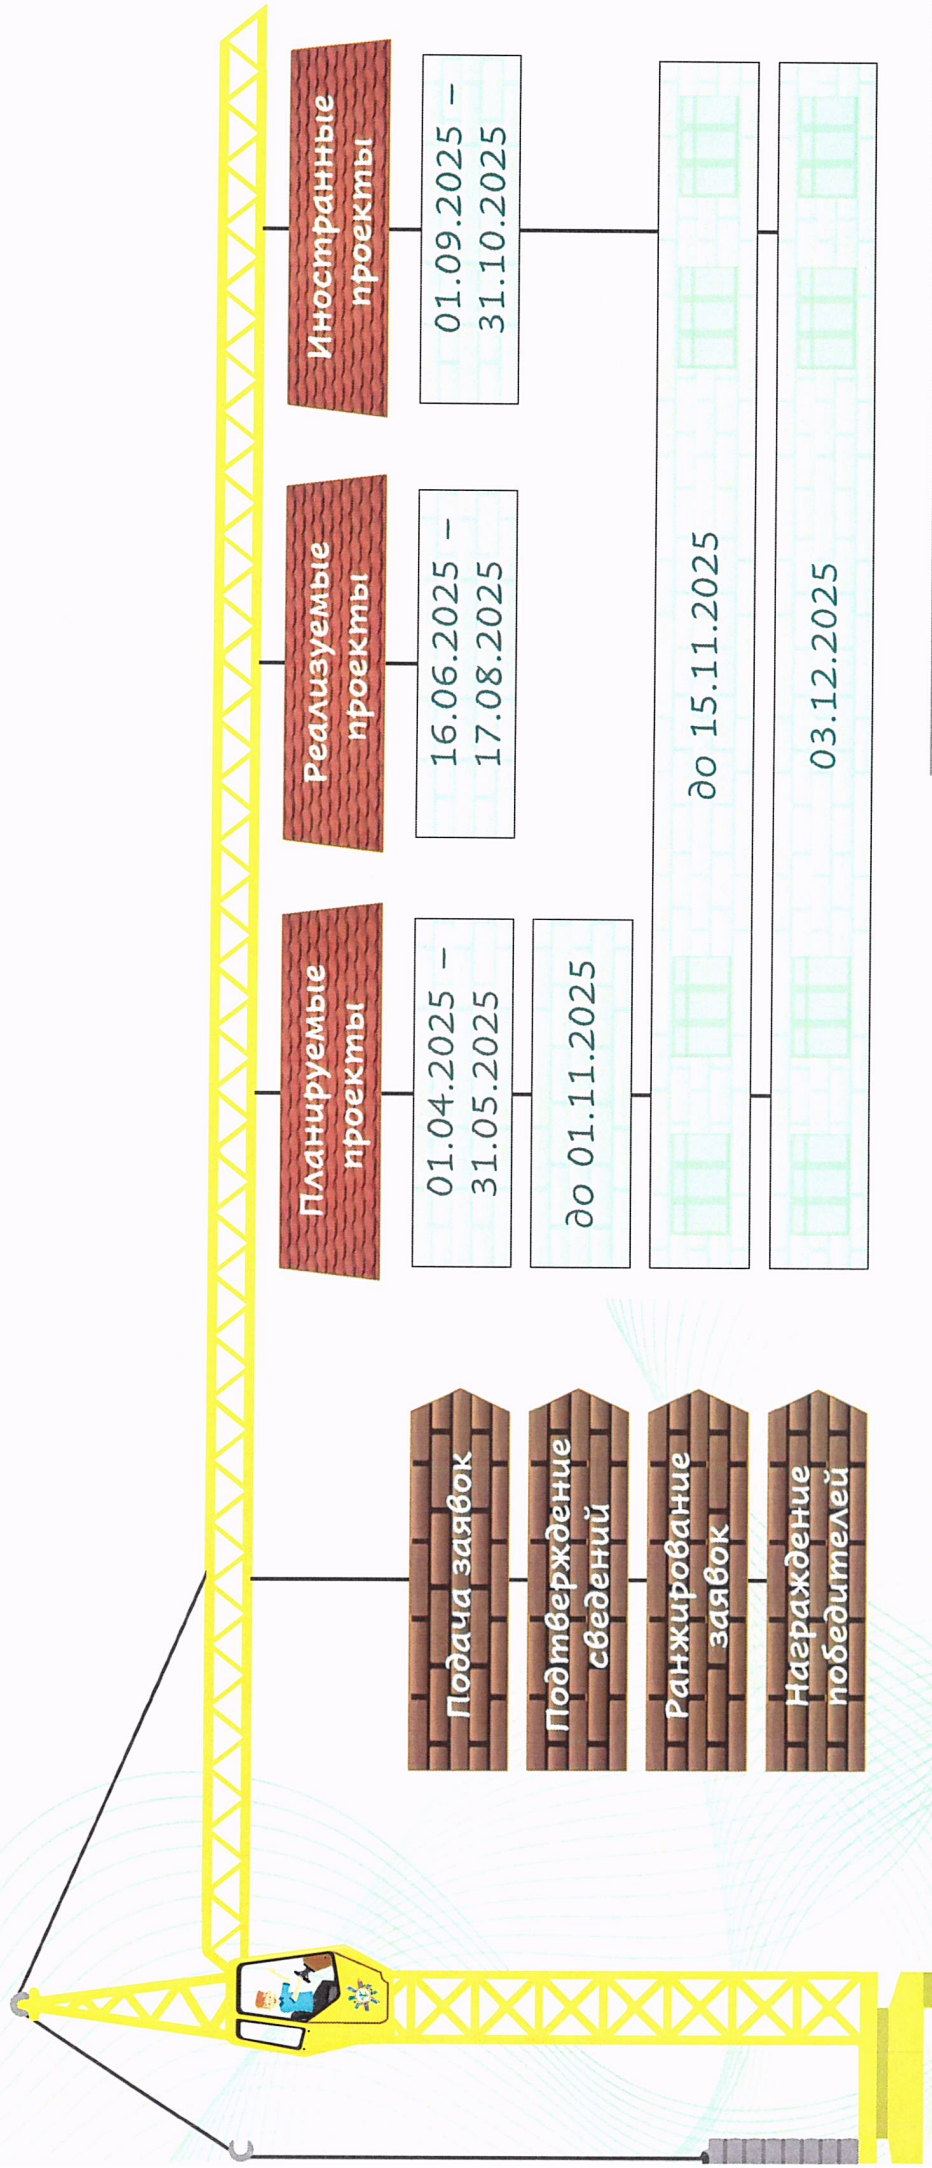 Планируемые
проекты
Реализуемые
проекты
Иностранные
проекты
Подача заявок
01.04.2025 –
31.05.2025
16.06.2025 –
17.08.2025
01.09.2025 –
31.10.2025
Подтверждение
сведений
до 01.11.2025
Ранжирование
заявок
до 15.11.2025
Награждение
победителей
03.12.2025